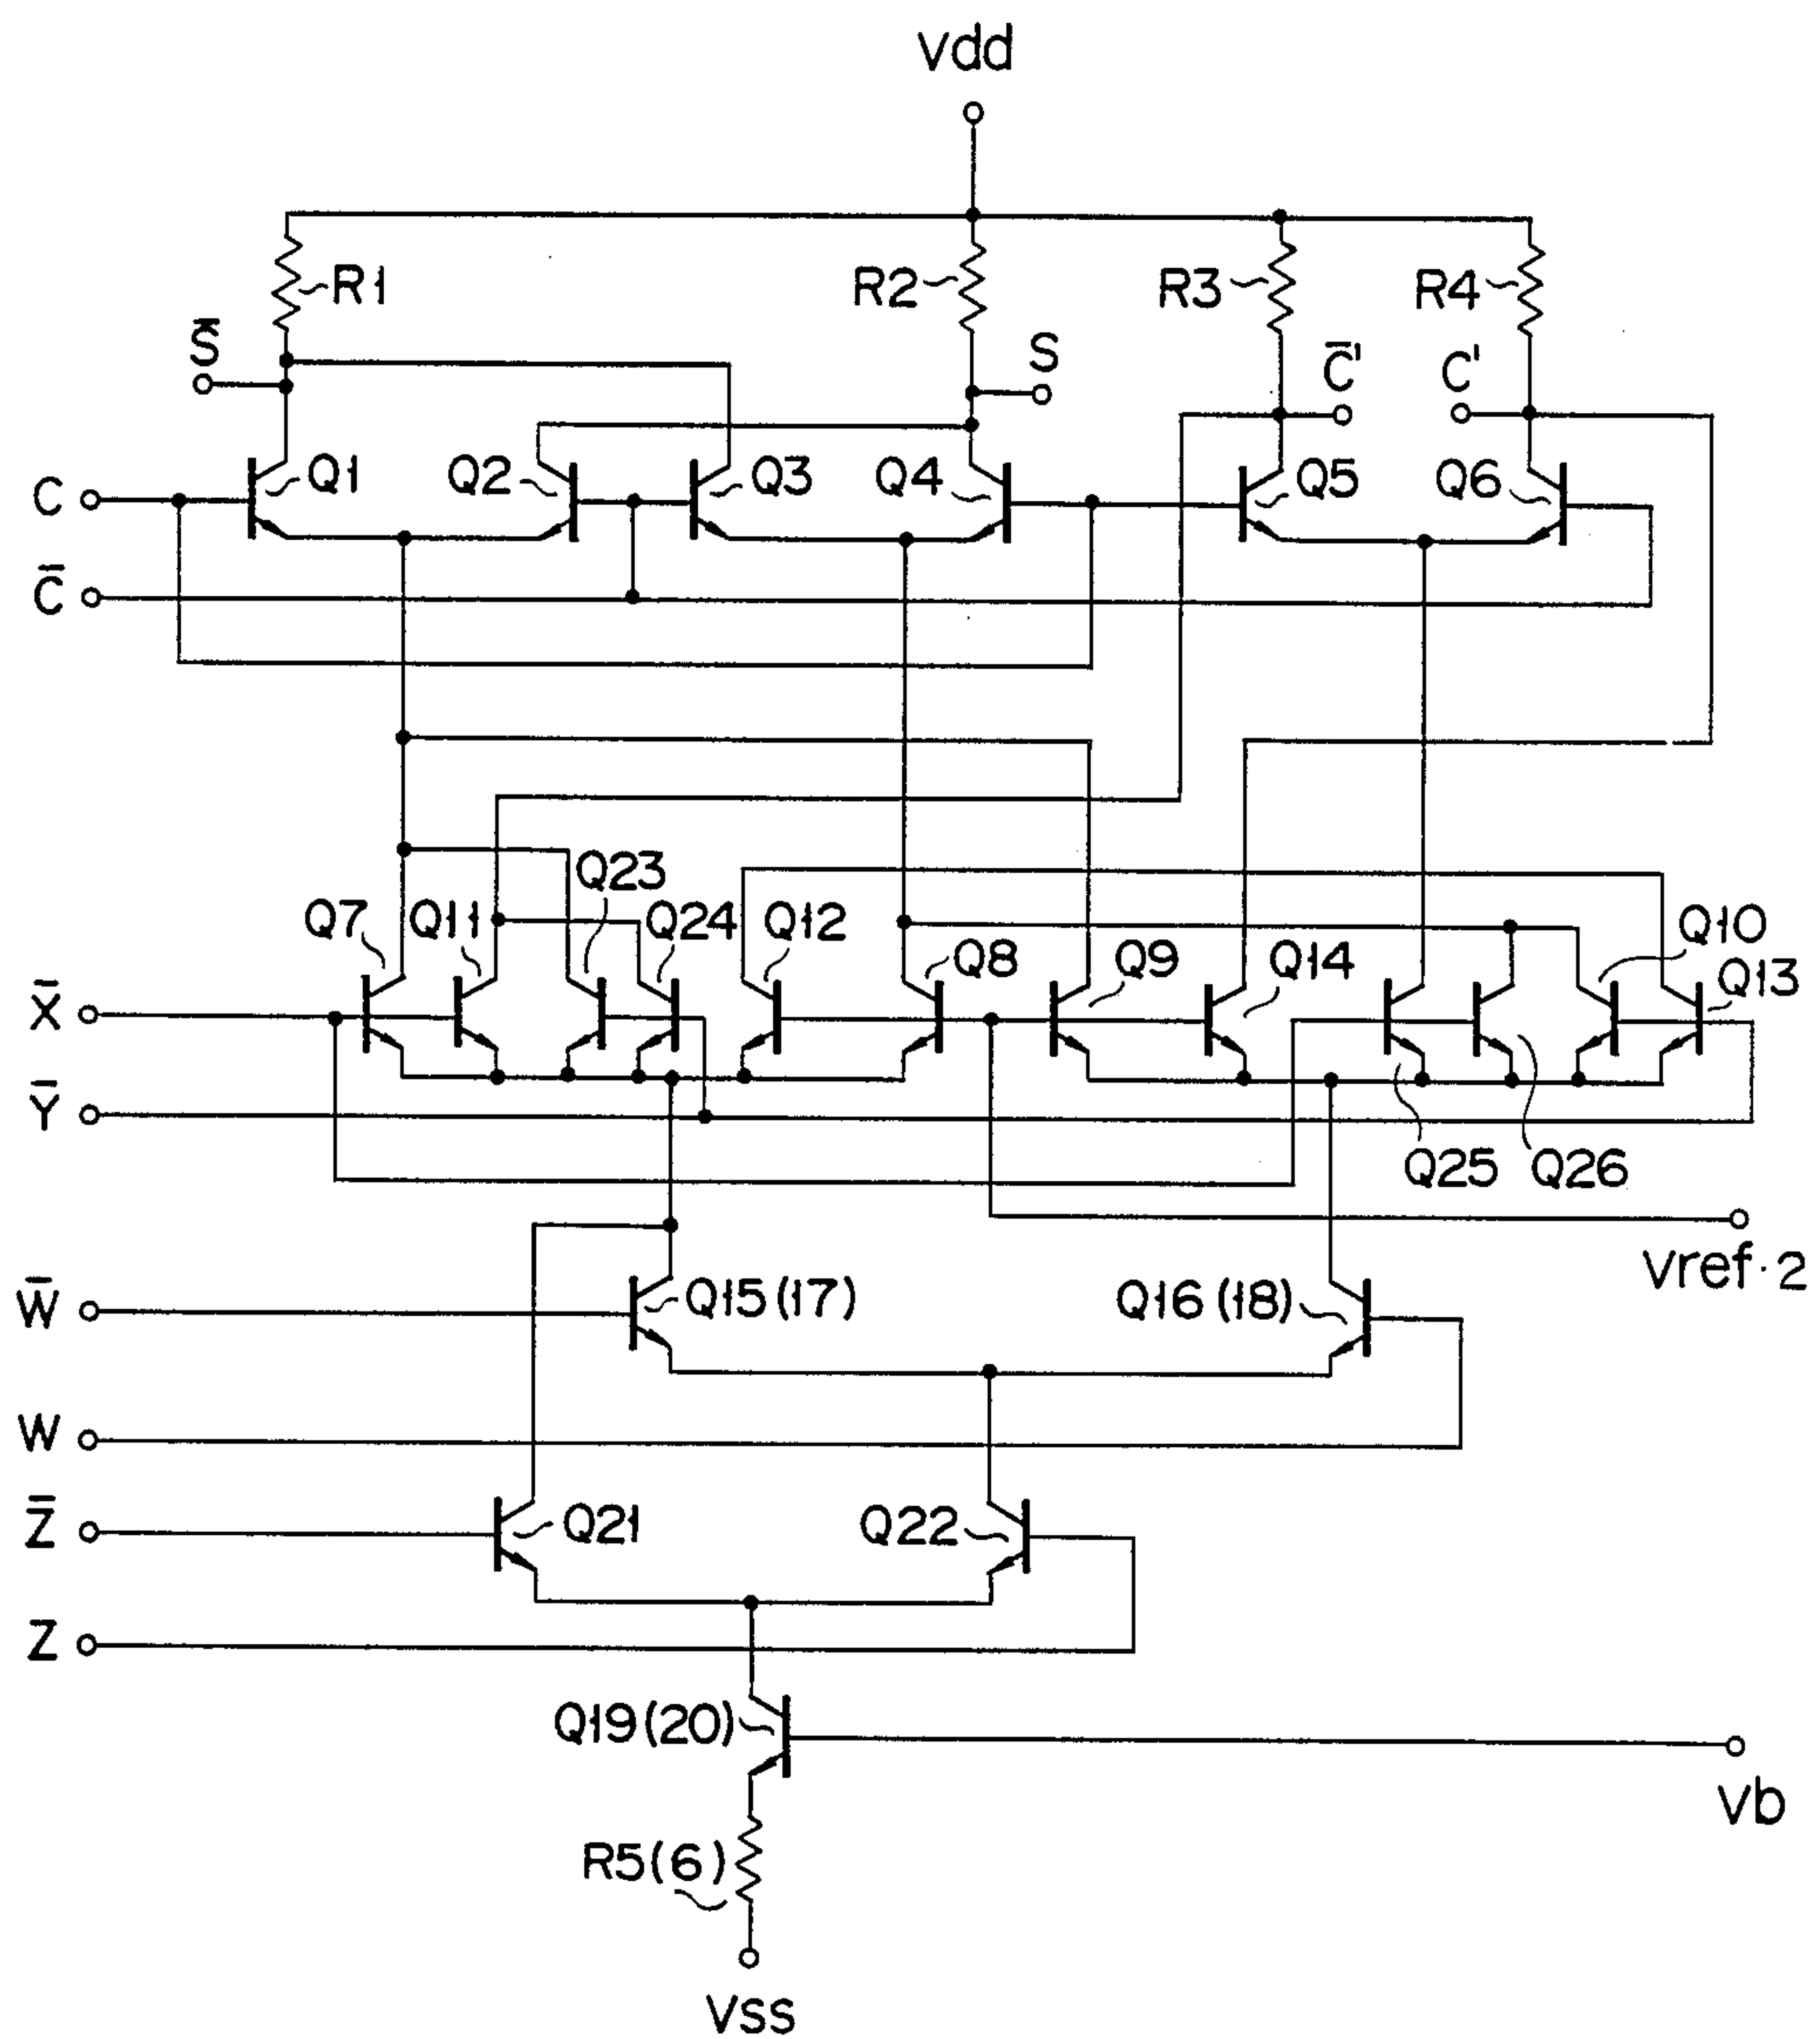 Vdd
R1
R2
R3
R4
S̄
S
C̄'
C'
C
Q1
Q2
Q3
Q4
Q5
Q6
C̄
Q23
Q7
Q11
Q24
Q12
Q8
Q9
Q14
Q10
Q13
X̄
Ȳ
Q25
Q26
Vref·2
W̄
Q15(17)
Q16(18)
W
Z̄
Q21
Q22
Z
Q19(20)
Vb
R5(6)
Vss